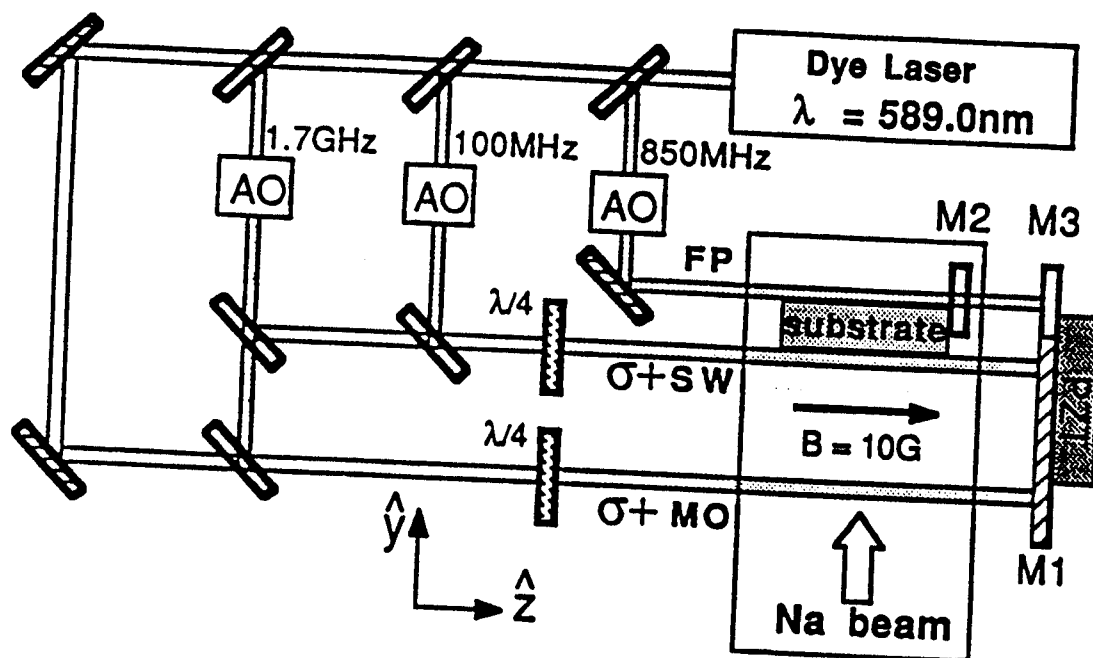 Dye Laser
λ = 589.0nm
1.7GHz
100MHz
850MHz
AO
AO
AO
M2
M3
FP
λ/4
substrate
σ+SW
PZT
B = 10G
λ/4
σ+MO
ŷ
ẑ
M1
Na beam